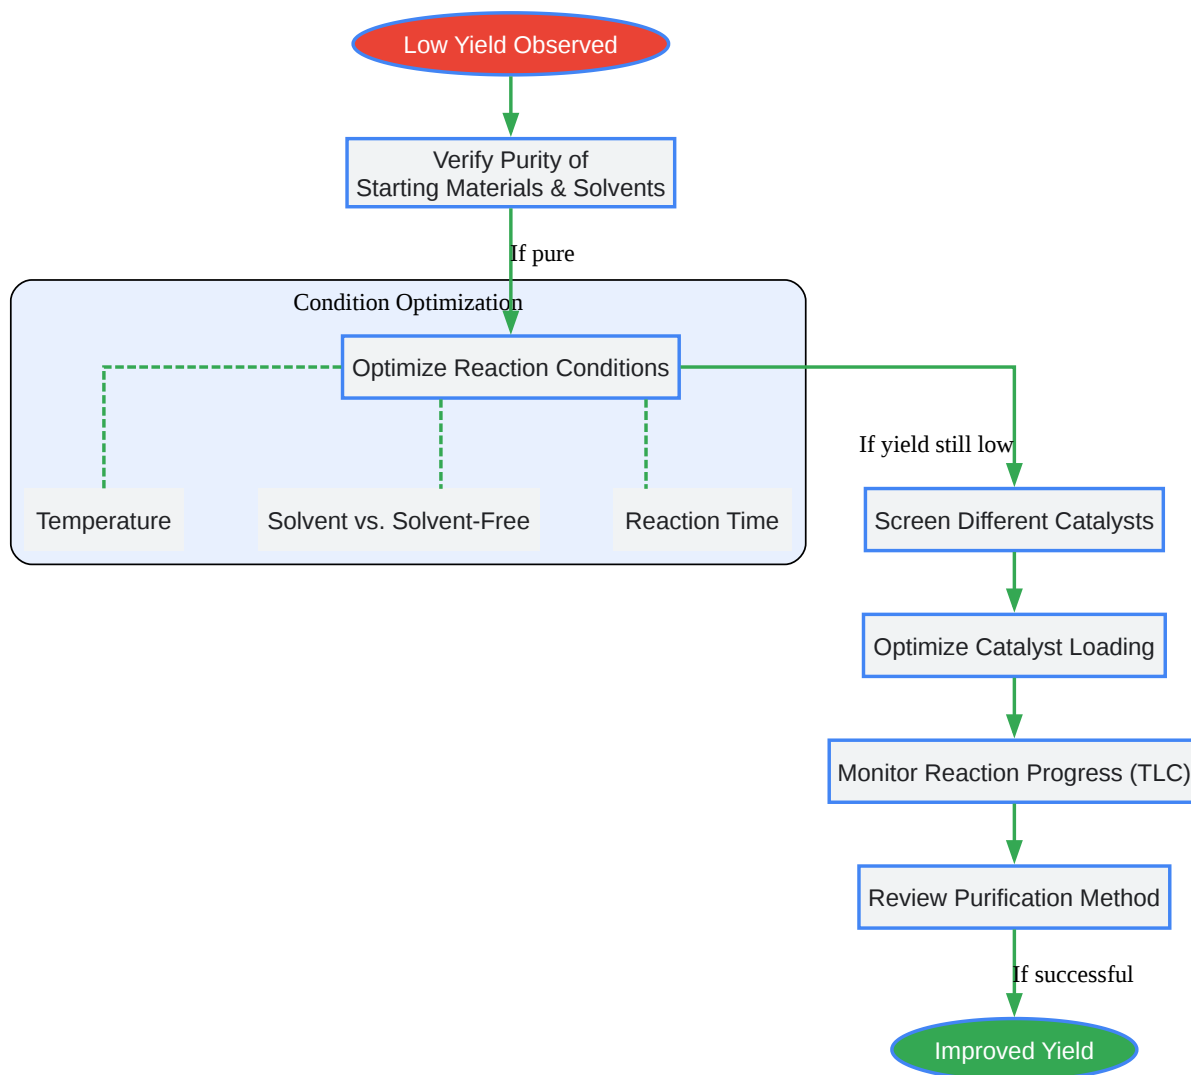 Low Yield Observed
Verify Purity of
Starting Materials & Solvents
If pure
Condition Optimization
Optimize Reaction Conditions
If yield still low
Temperature
Solvent vs. Solvent-Free
Reaction Time
Screen Different Catalysts
Optimize Catalyst Loading
Monitor Reaction Progress (TLC)
Review Purification Method
If successful
Improved Yield